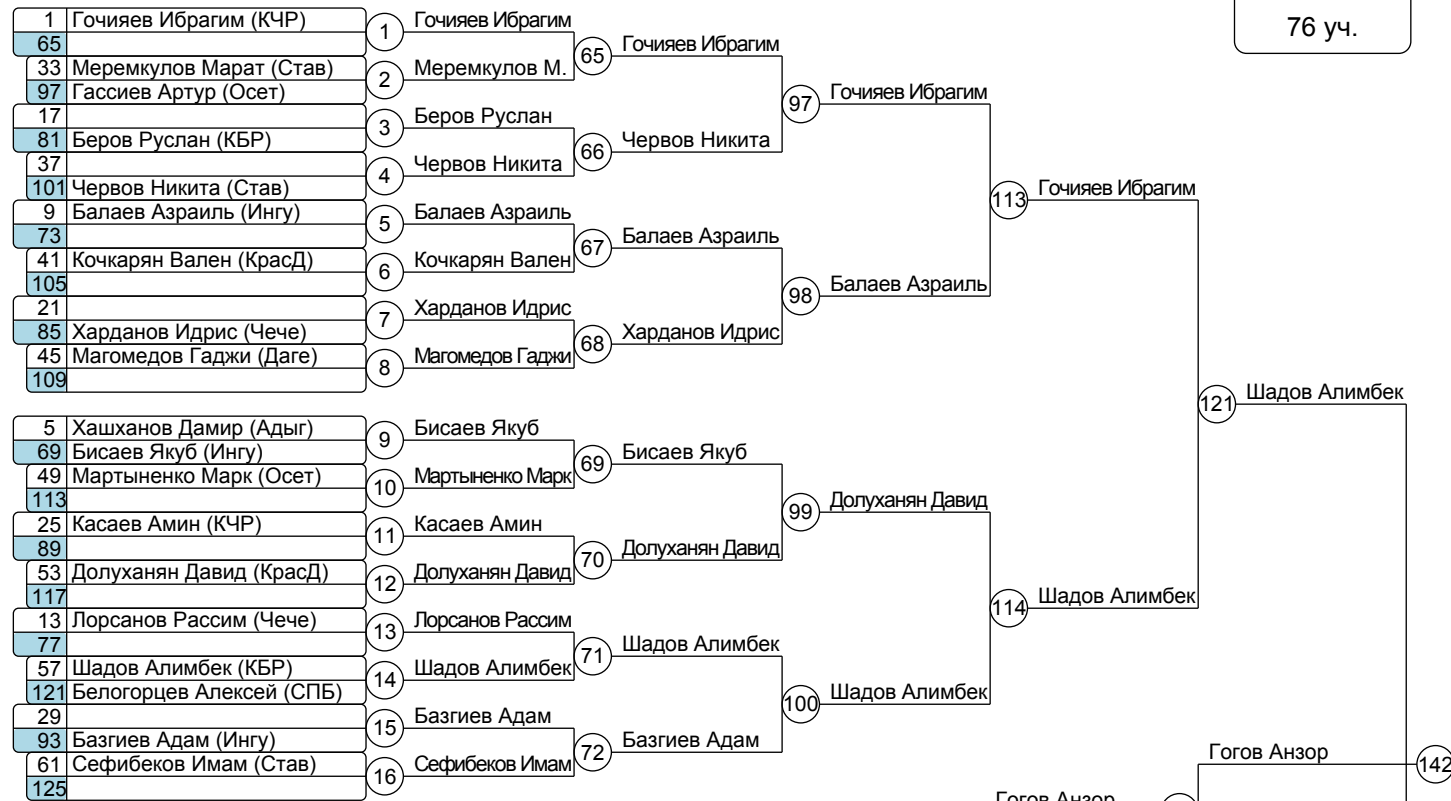 76 уч.
1 Гочияев Ибрагим (КЧР)
65
33 Меремкулов Марат (Став)
97 Гассиев Артур (Осет)
17
81 Беров Руслан (КБР)
37
101 Червов Никита (Став)
9 Балаев Азраиль (Ингу)
73
41 Кочкарян Вален (КрасД)
105
21
85 Харданов Идрис (Чече)
45 Магомедов Гаджи (Даге)
109
5 Хашханов Дамир (Адыг)
69 Бисаев Якуб (Ингу)
49 Мартыненко Марк (Осет)
113
25 Касаев Амин (КЧР)
89
53 Долуханян Давид (КрасД)
117
13 Лорсанов Рассим (Чече)
77
57 Шадов Алимбек (КБР)
121 Белогорцев Алексей (СПБ)
29
93 Базгиев Адам (Ингу)
61 Сефибеков Имам (Став)
125
1 Гочияев Ибрагим
2 Меремкулов М.
3 Беров Руслан
4 Червов Никита
5 Балаев Азраиль
6 Кочкарян Вален
7 Харданов Идрис
8 Магомедов Гаджи
9 Бисаев Якуб
10 Мартыненко Марк
11 Касаев Амин
12 Долуханян Давид
13 Лорсанов Рассим
14 Шадов Алимбек
15 Базгиев Адам
16 Сефибеков Имам
65 Гочияев Ибрагим
66 Червов Никита
67 Балаев Азраиль
68 Харданов Идрис
69 Бисаев Якуб
70 Долуханян Давид
71 Шадов Алимбек
72 Базгиев Адам
97 Гочияев Ибрагим
98 Балаев Азраиль
99 Долуханян Давид
100 Шадов Алимбек
113 Гочияев Ибрагим
114 Шадов Алимбек
121 Шадов Алимбек
Гогов Анзор
142
Гогов Анзор